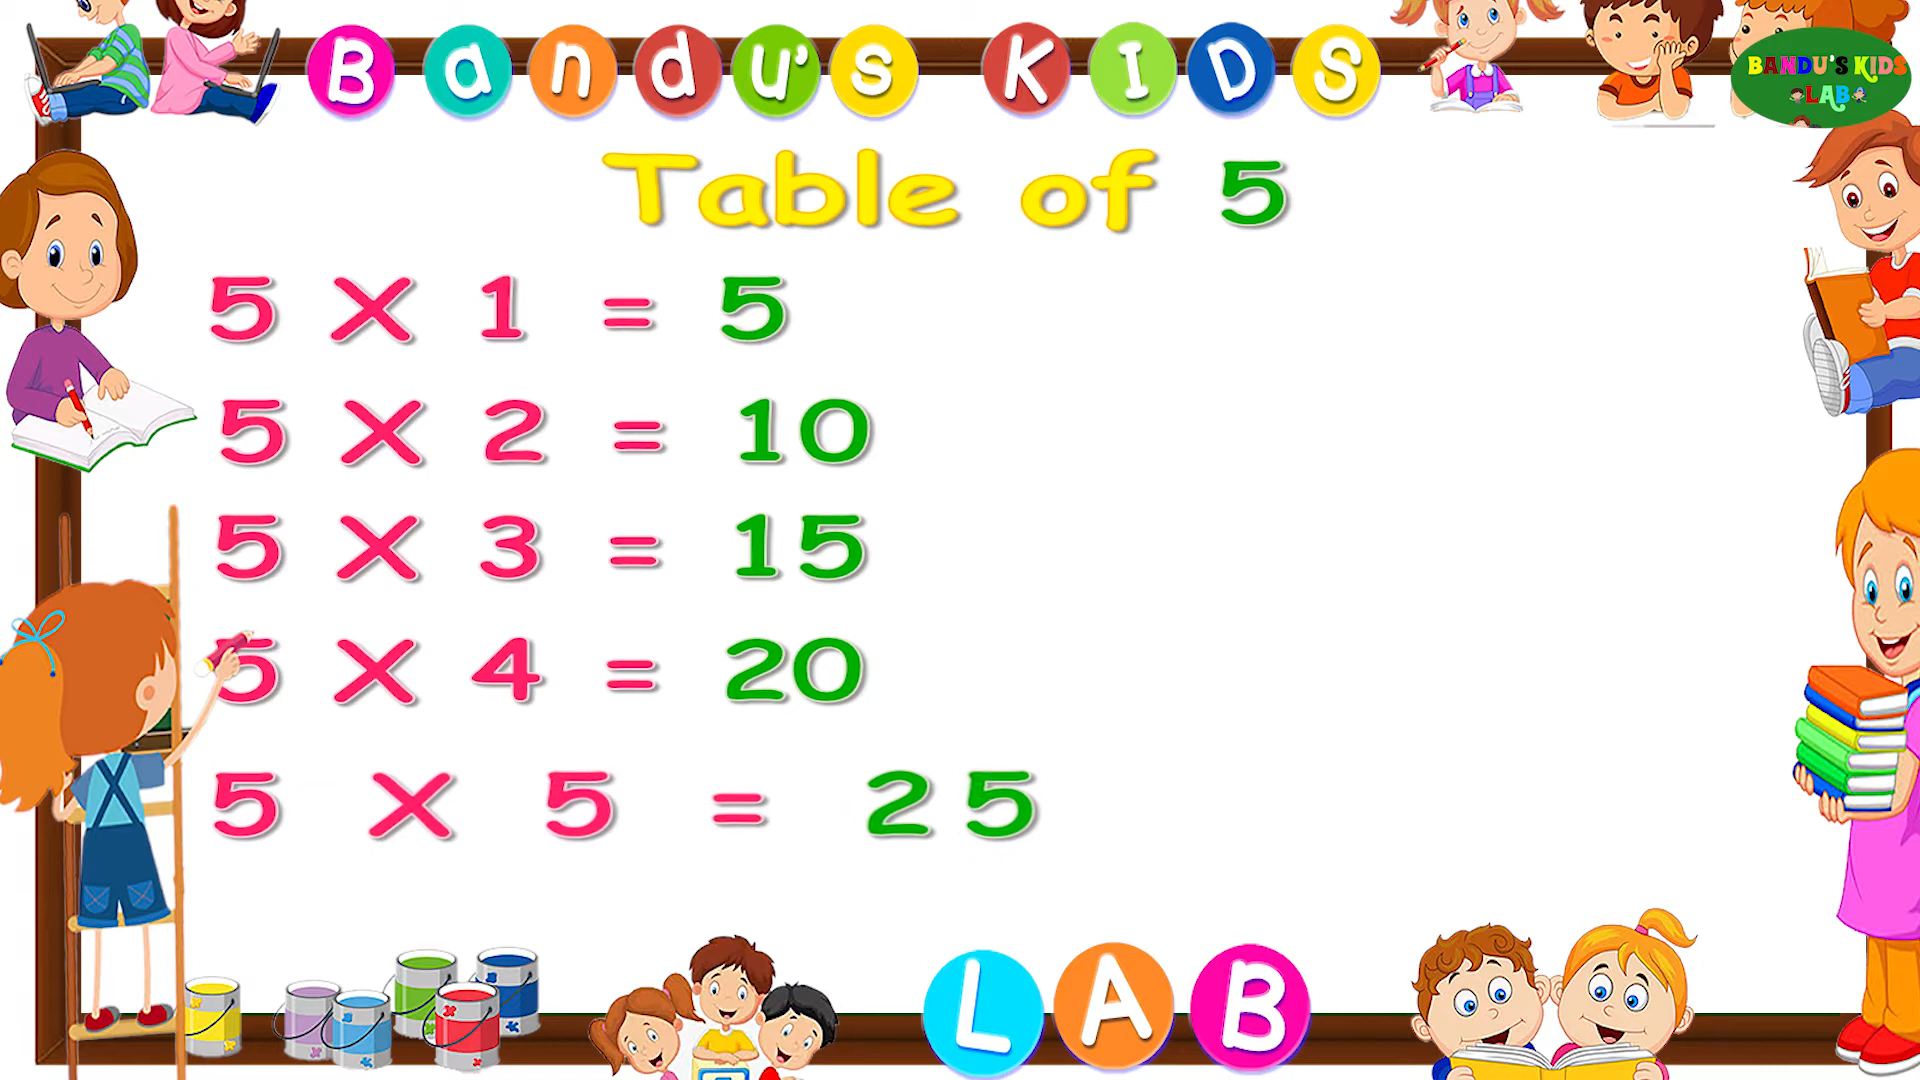 Bandu's KIDS
BANDU'S KIDS
LAB
Table of 5
5 X 1 = 5
5 X 2 = 10
5 X 3 = 15
5 X 4 = 20
5 X 5 = 25
LAB